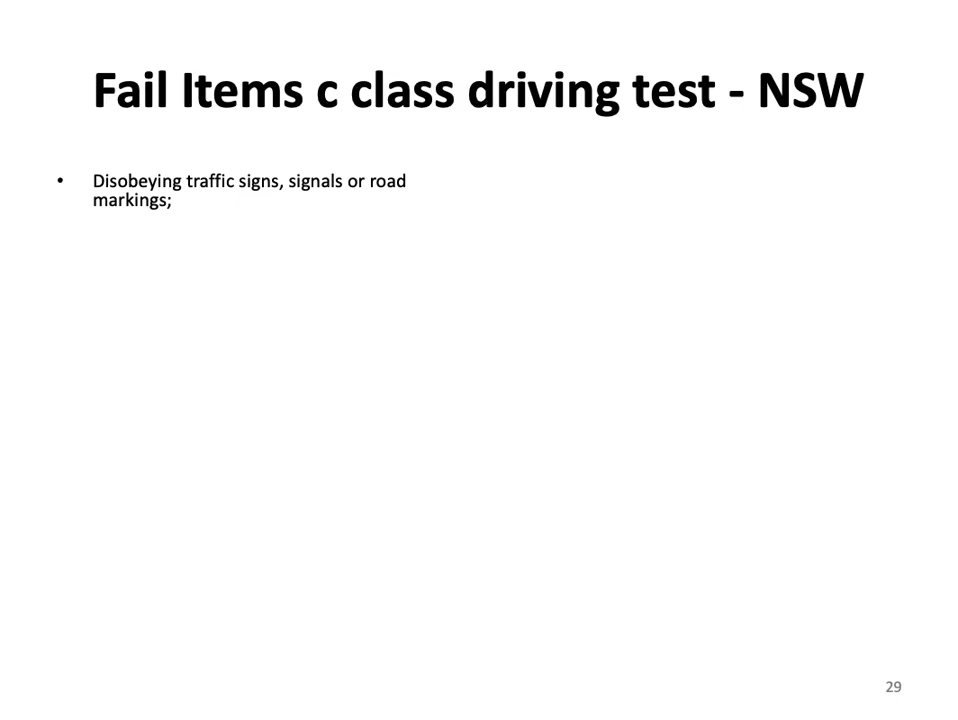 Fail Items c class driving test - NSW
• Disobeying traffic signs, signals or road
markings;
29